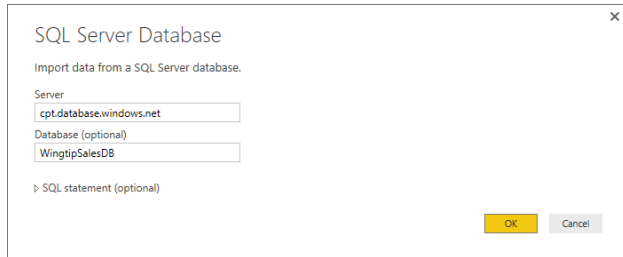 SQL Server Database
Import data from a SQL Server database.
Server
cpt.database.windows.net
Database (optional)
WingtipSalesDB
SQL statement (optional)
OK Cancel